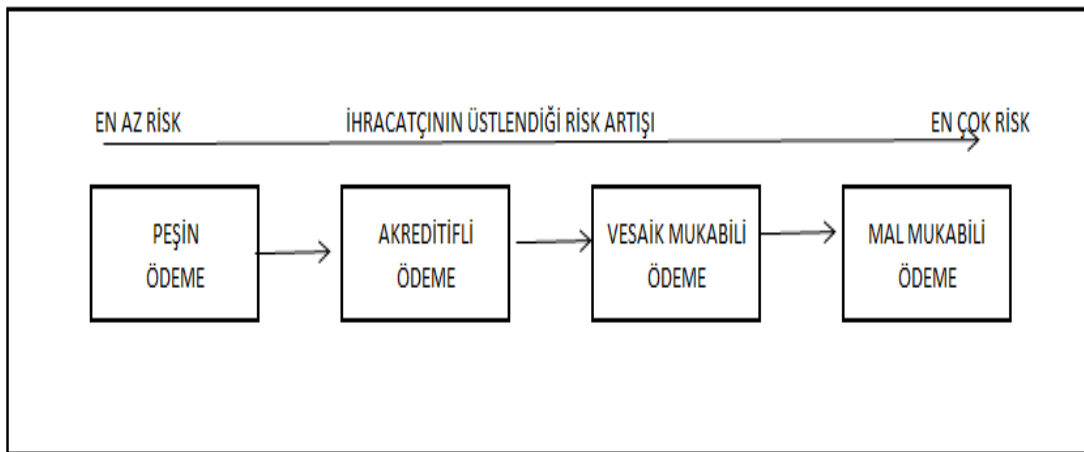 EN AZ RİSK
İHRACATÇININ ÜSTLENDİĞİ RİSK ARTIŞI
EN ÇOK RİSK
PEŞİN
ÖDEME
AKREDİTİFLİ
ÖDEME
VESAİK MUKABİLİ
ÖDEME
MAL MUKABİLİ
ÖDEME